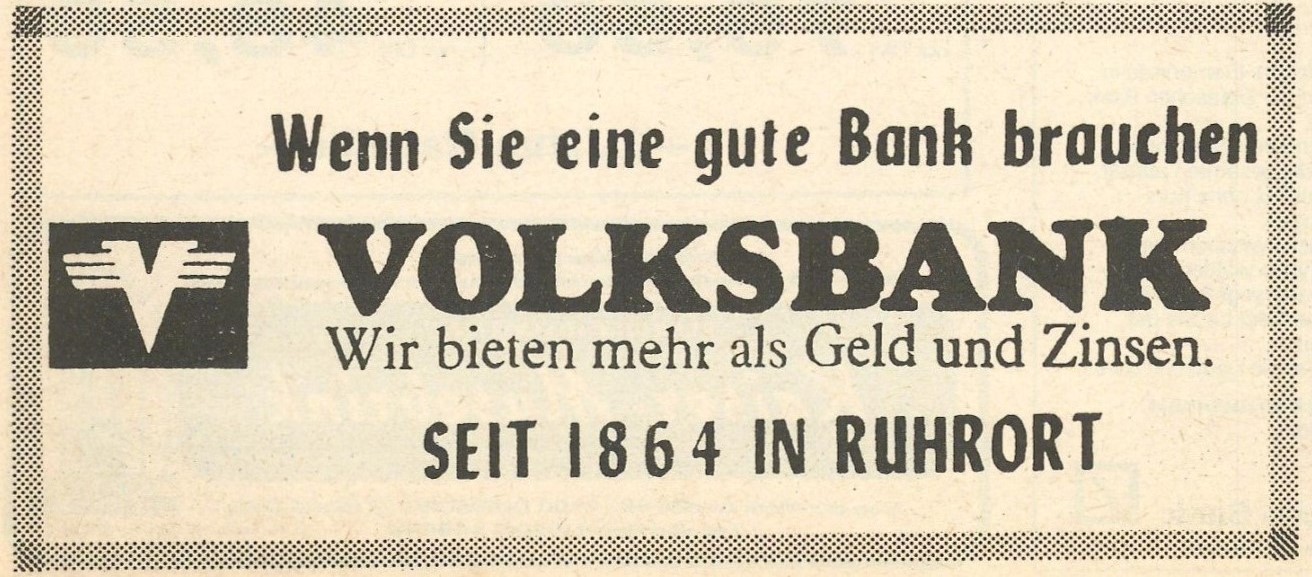 Wenn Sie eine gute Bank brauchen
VOLKSBANK
Wir bieten mehr als Geld und Zinsen.
SEIT 1864 IN RUHRORT